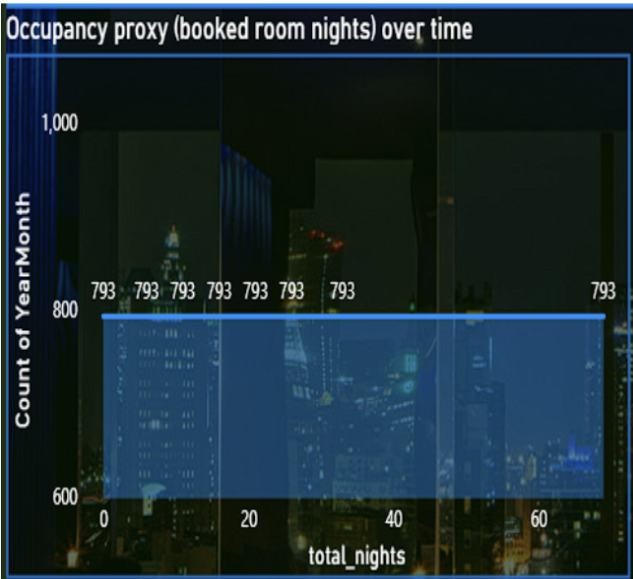 Occupancy proxy (booked room nights) over time
1,000
800
600
Count of YearMonth
793 793 793 793 793 793 793 793
0 20 40 60
total_nights